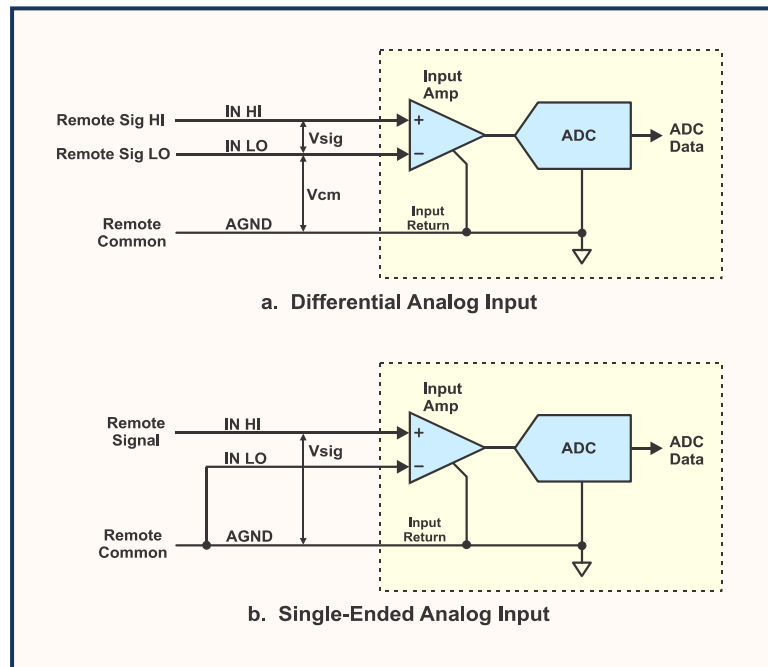 Input
Amp
Remote Sig HI
IN HI
+
Vsig
ADC
ADC
Data
Remote Sig LO
IN LO
−
Vcm
Remote
Common
AGND
Input
Return
a. Differential Analog Input
Input
Amp
Remote
Signal
IN HI
+
Vsig
ADC
ADC
Data
IN LO
−
Remote
Common
AGND
Input
Return
b. Single-Ended Analog Input